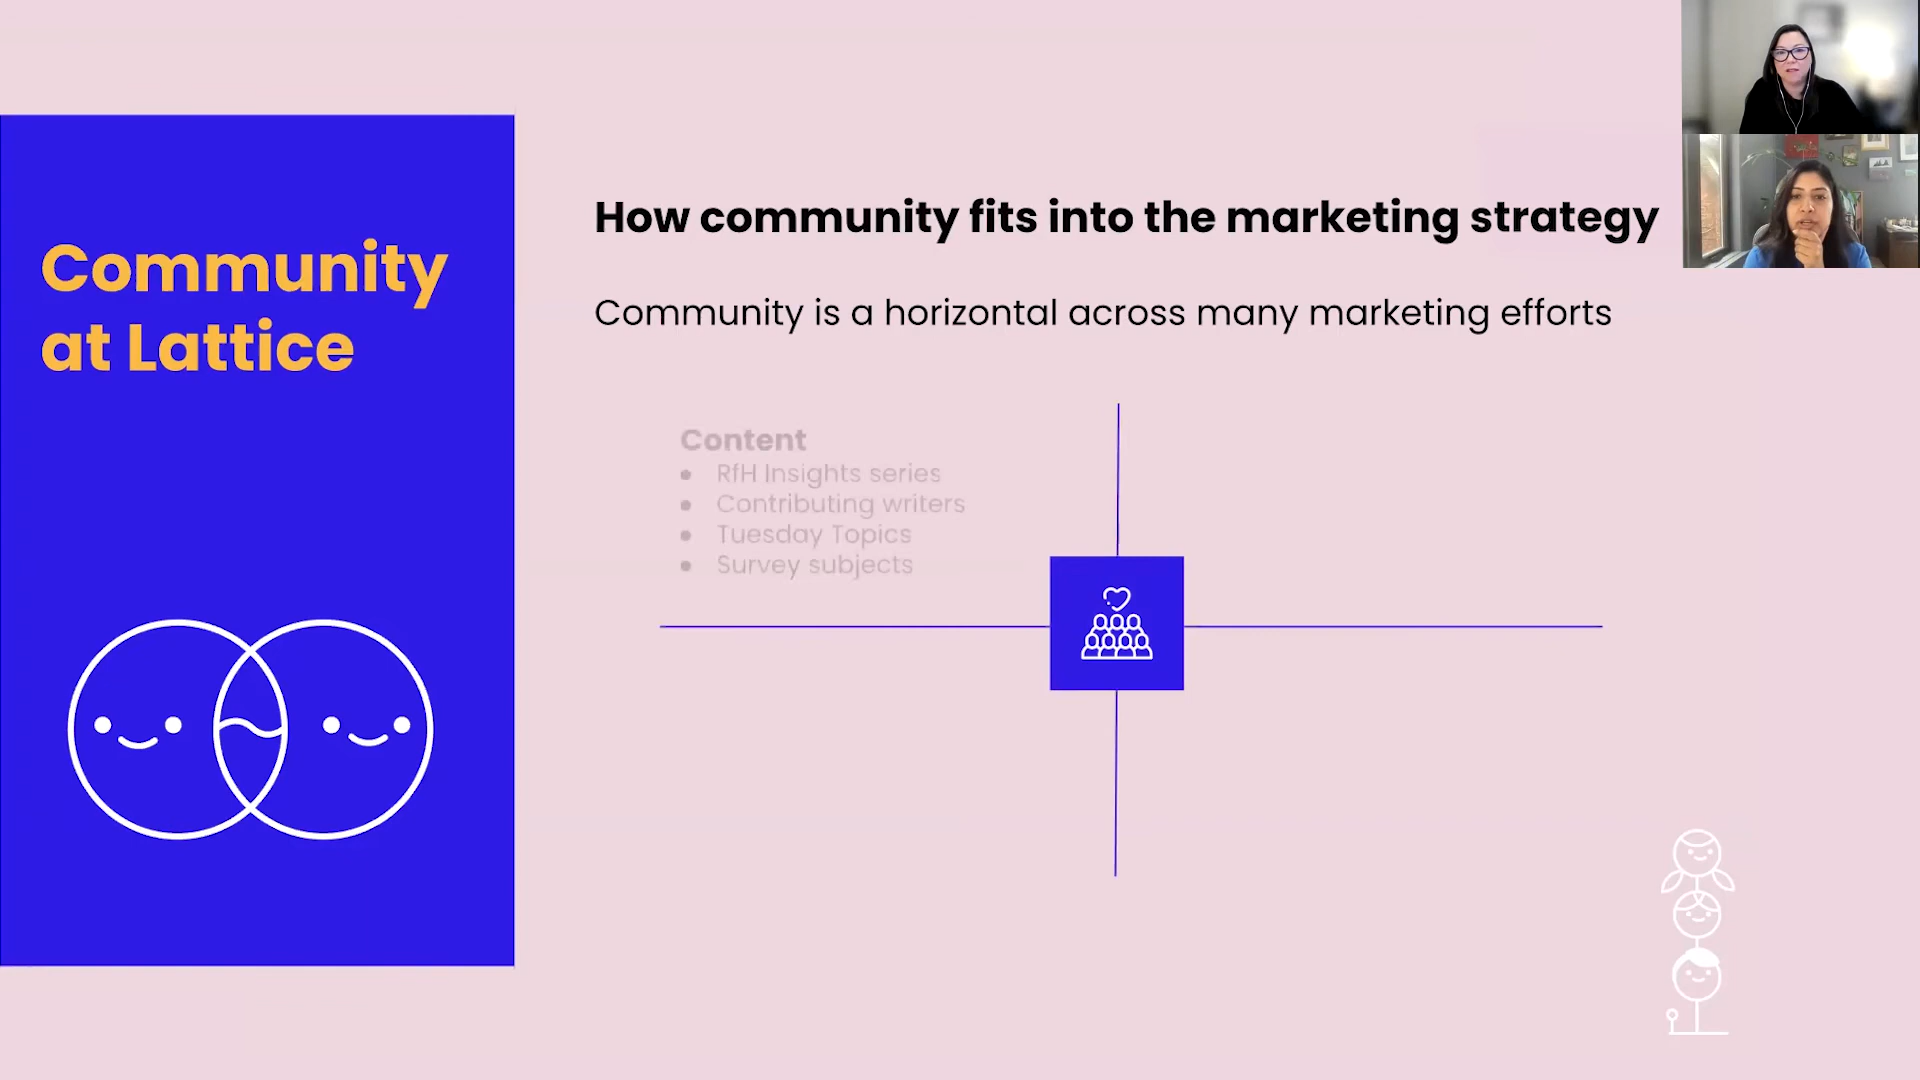 Community
at Lattice
How community fits into the marketing strategy
Community is a horizontal across many marketing efforts
Content
● RfH Insights series
● Contributing writers
● Tuesday Topics
● Survey subjects